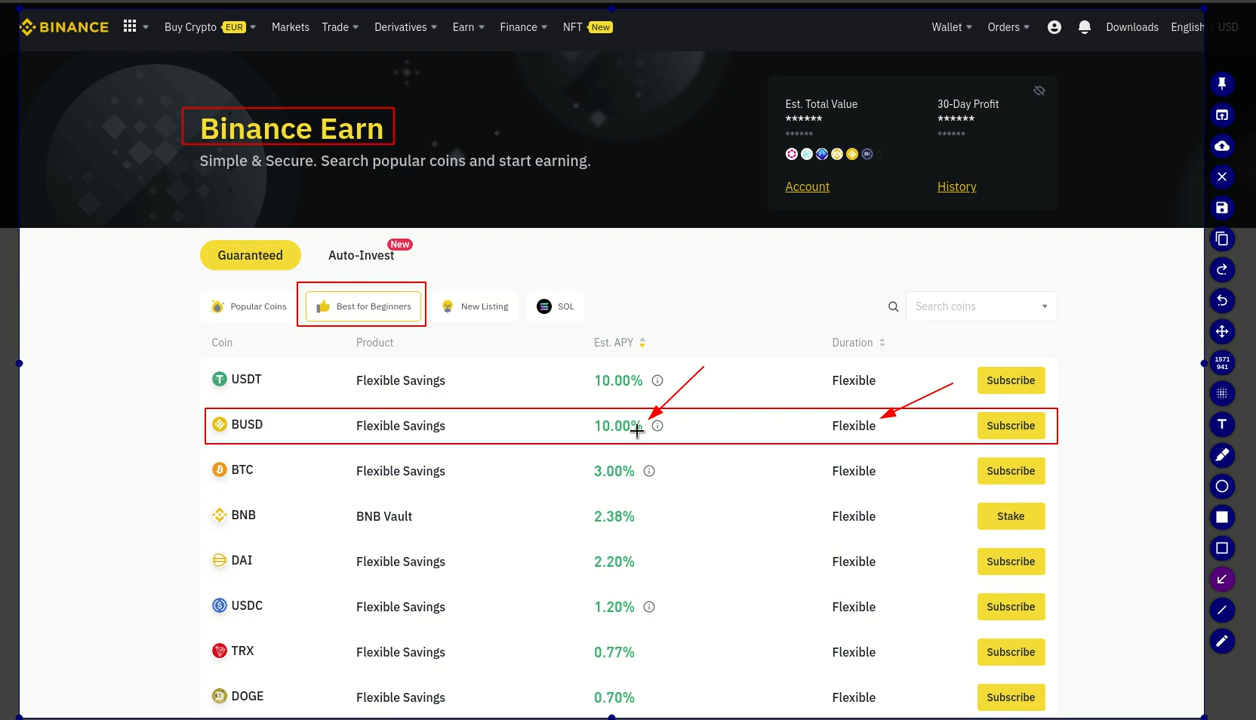 BINANCE Buy Crypto EUR Markets Trade Derivatives Earn Finance NFT New Wallet Orders Downloads English USD
Est. Total Value 30-Day Profit
****** ******
Binance Earn
****** ******
Simple & Secure. Search popular coins and start earning.
Account History
Guaranteed Auto-Invest New
Popular Coins Best for Beginners New Listing SOL Search coins
Coin Product Est. APY Duration
USDT Flexible Savings 10.00% Flexible Subscribe
BUSD Flexible Savings 10.00% Flexible Subscribe
BTC Flexible Savings 3.00% Flexible Subscribe
BNB BNB Vault 2.38% Flexible Stake
DAI Flexible Savings 2.20% Flexible Subscribe
USDC Flexible Savings 1.20% Flexible Subscribe
TRX Flexible Savings 0.77% Flexible Subscribe
DOGE Flexible Savings 0.70% Flexible Subscribe
1571
941
T